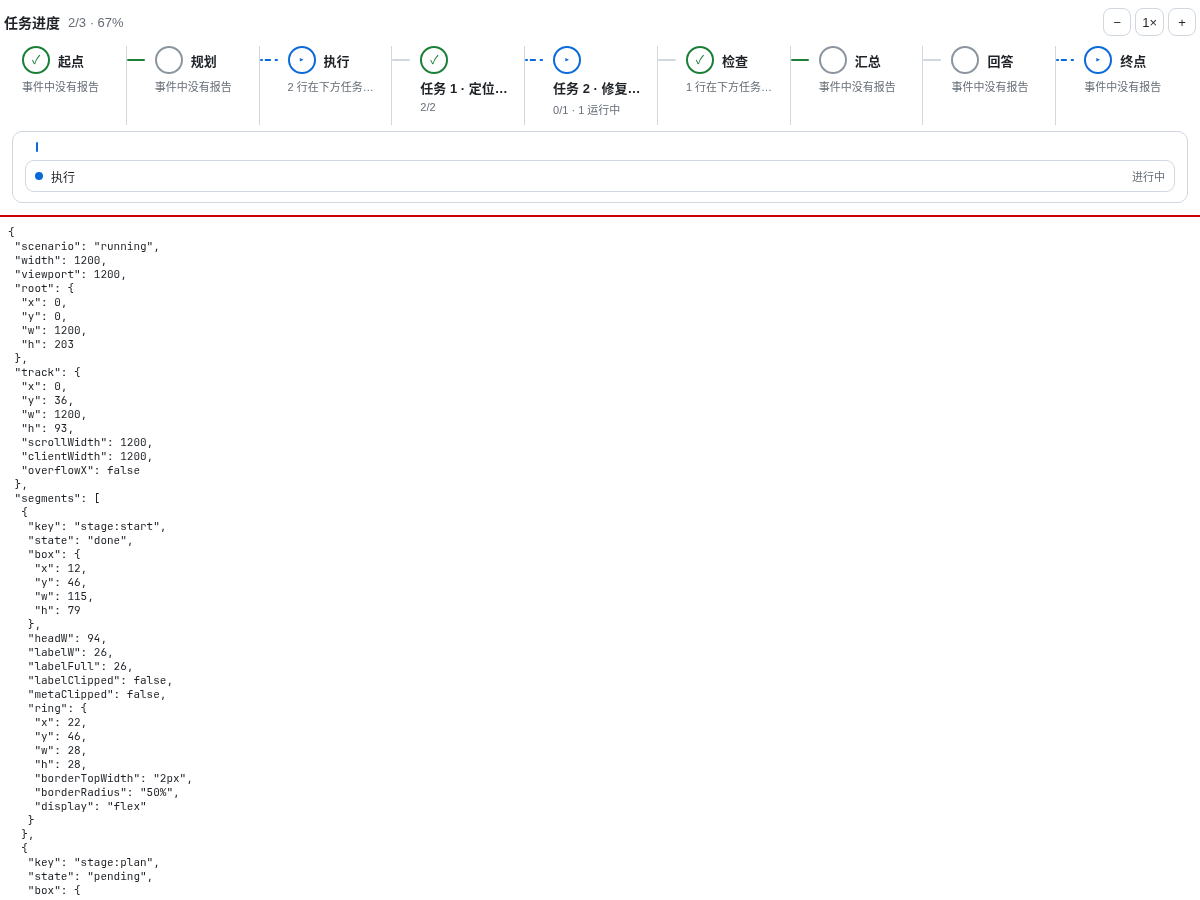 任务进度 2/3 · 67% − 1× +
✓ 起点 规划 ▸ 执行 ✓ ▸ ✓ 检查 汇总 回答 ▸ 终点
事件中没有报告 事件中没有报告 2 行在下方任务… 任务 1 · 定位… 任务 2 · 修复… 1 行在下方任务… 事件中没有报告 事件中没有报告 事件中没有报告
2/2 0/1 · 1 运行中
执行 进行中
{
"scenario": "running",
"width": 1200,
"viewport": 1200,
"root": {
"x": 0,
"y": 0,
"w": 1200,
"h": 203
},
"track": {
"x": 0,
"y": 36,
"w": 1200,
"h": 93,
"scrollWidth": 1200,
"clientWidth": 1200,
"overflowX": false
},
"segments": [
{
"key": "stage:start",
"state": "done",
"box": {
"x": 12,
"y": 46,
"w": 115,
"h": 79
},
"headW": 94,
"labelW": 26,
"labelFull": 26,
"labelClipped": false,
"metaClipped": false,
"ring": {
"x": 22,
"y": 46,
"w": 28,
"h": 28,
"borderTopWidth": "2px",
"borderRadius": "50%",
"display": "flex"
}
},
{
"key": "stage:plan",
"state": "pending",
"box": {